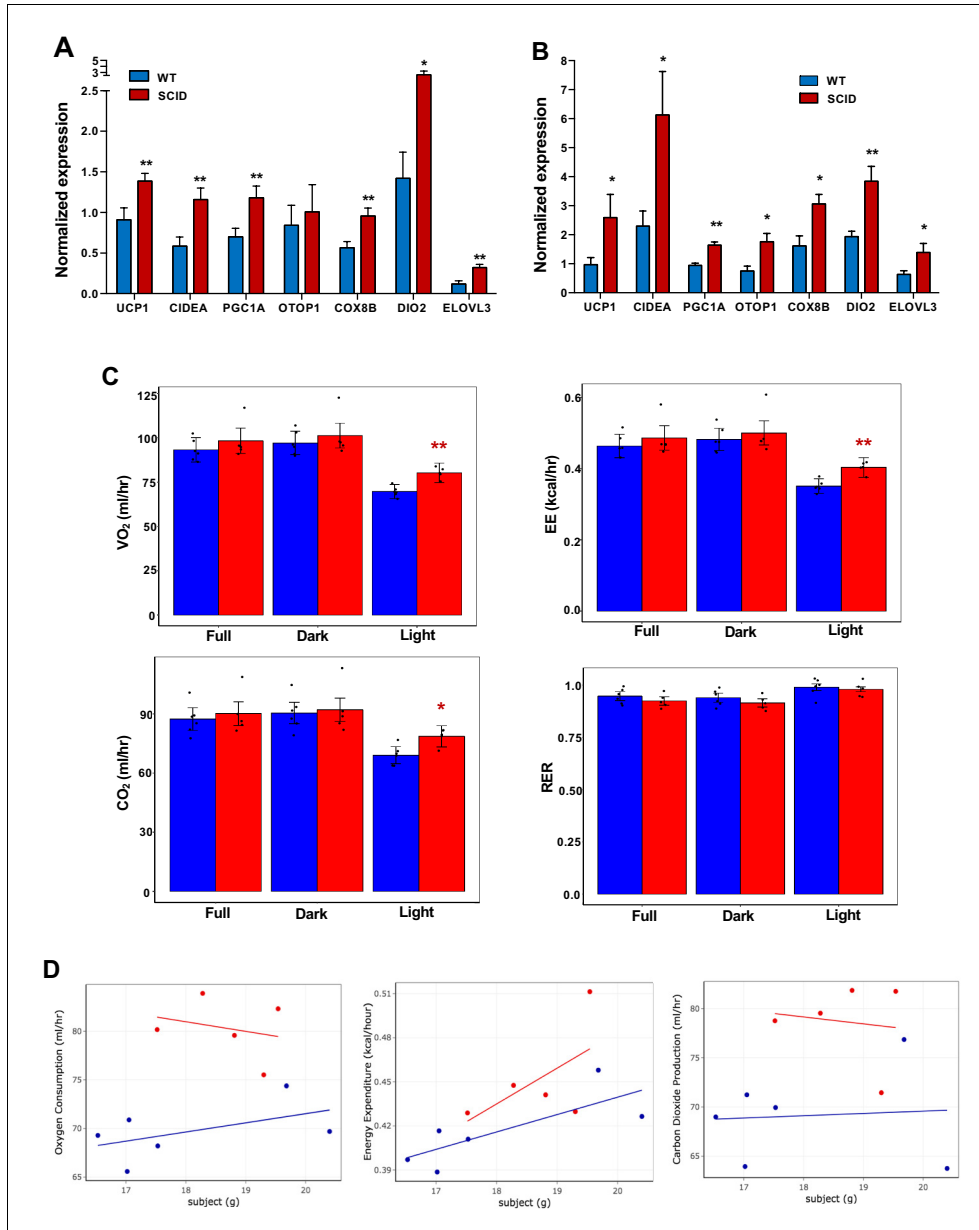 A
B
5
3
2.5
2.0
1.5
1.0
0.5
0.0
Normalized expression
WT
SCID
** ** ** ** * **
UCP1 CIDEA PGC1A OTOP1 COX8B DIO2 ELOVL3
8
6
4
2
1
0
Normalized expression
WT
SCID
* * ** * * ** *
UCP1 CIDEA PGC1A OTOP1 COX8B DIO2 ELOVL3
C
125
100
75
50
25
0
VO2 (ml/hr)
**
Full Dark Light
0.6
0.4
0.2
0.0
EE (kcal/hr)
**
Full Dark Light
90
60
30
0
CO2 (ml/hr)
*
Full Dark Light
1.0
0.75
0.50
0.25
0.0
RER
Full Dark Light
D
80
75
70
65
Oxygen Consumption (ml/hr)
17 18 19 20
subject (g)
0.51
0.48
0.45
0.42
0.39
Energy Expenditure (kcal/hour)
17 18 19 20
subject (g)
80
75
70
65
Carbon Dioxide Production (ml/hr)
17 18 19 20
subject (g)